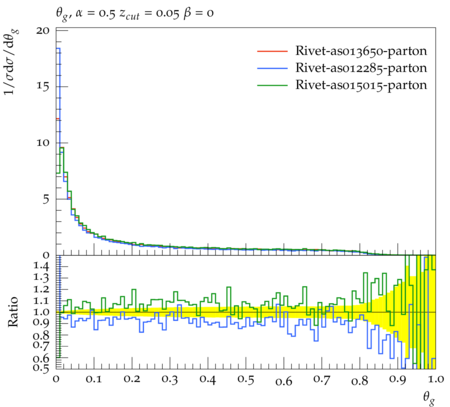 θg, α = 0.5 zcut = 0.05 β = 0
1/σdσ/dθg
20
15
10
5
0
Rivet-as013650-parton
Rivet-as012285-parton
Rivet-as015015-parton
Ratio
1.4
1.3
1.2
1.1
1.0
0.9
0.8
0.7
0.6
0.5
0 0.1 0.2 0.3 0.4 0.5 0.6 0.7 0.8 0.9 1.0
θg